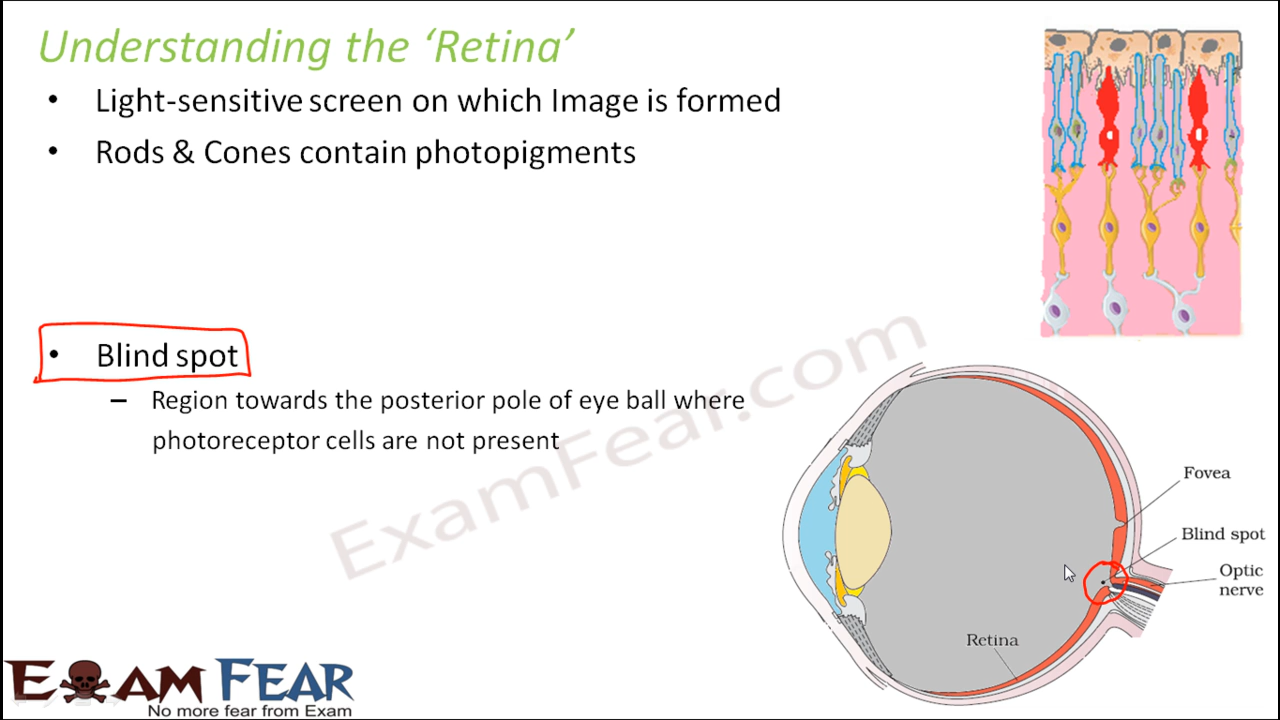 Understanding the ‘Retina’
• Light-sensitive screen on which Image is formed
• Rods & Cones contain photopigments
• Blind spot
– Region towards the posterior pole of eye ball where
photoreceptor cells are not present
ExamFear.com
Fovea
Blind spot
Optic
nerve
Retina
EXAM FEAR
No more fear from Exam